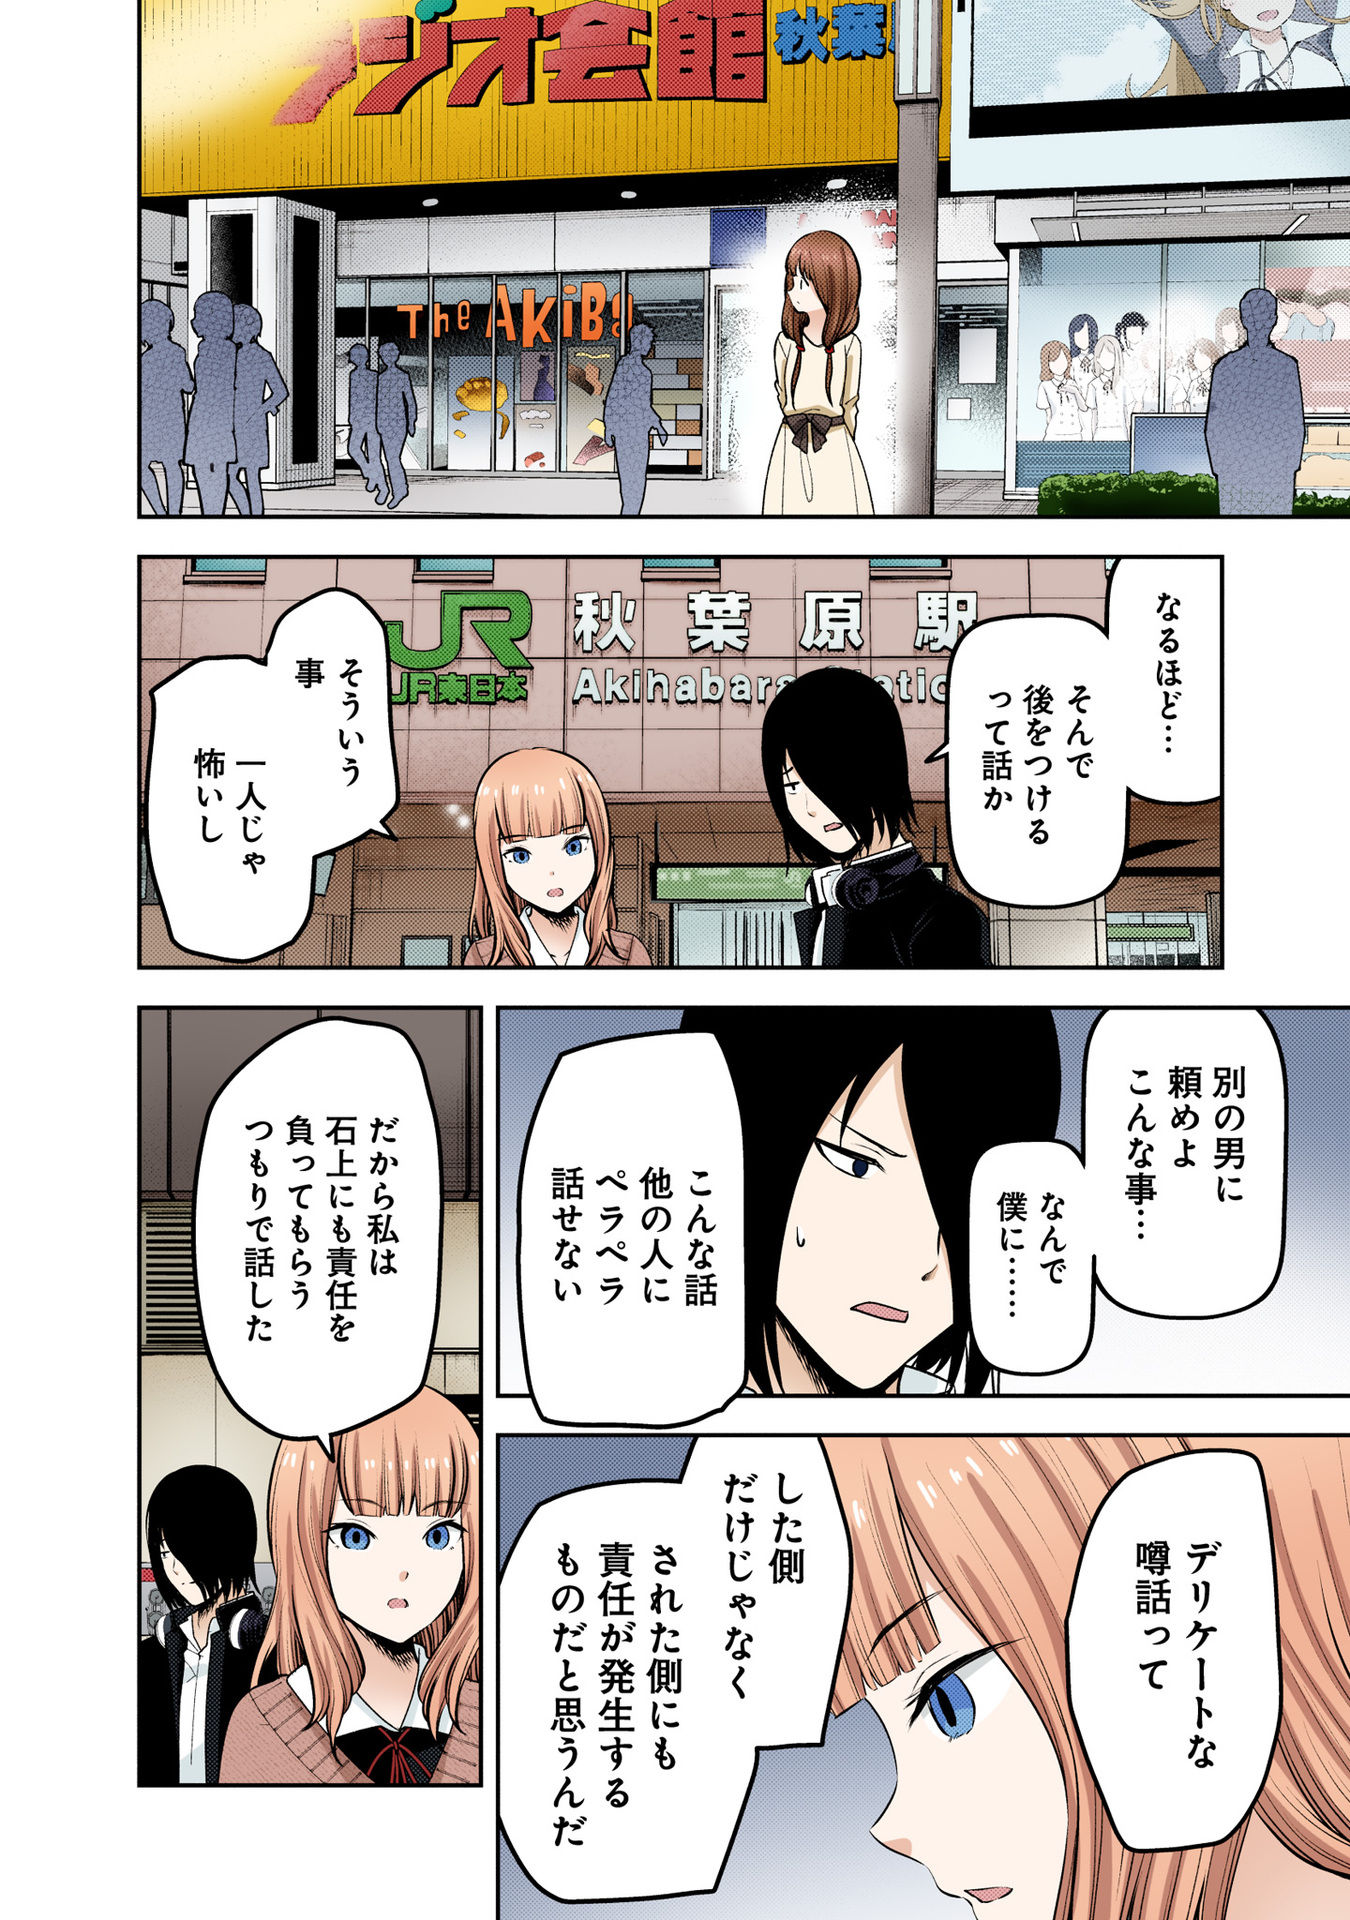 ラジオ会館
秋葉
The AKiBa
JR
JR東日本
秋葉原駅
Akihabara
なるほど…
そんで
後をつける
って話か
そういう
事
一人じゃ
怖いし
別の男に
頼めよ
こんな事…
なんで
僕に……
こんな話
他の人に
ペラペラ
話せない
デリケートな
噂話って
した側
だけじゃなく
された側にも
責任が発生する
ものだと思うんだ
だから私は
石上にも責任を
負ってもらう
つもりで話した